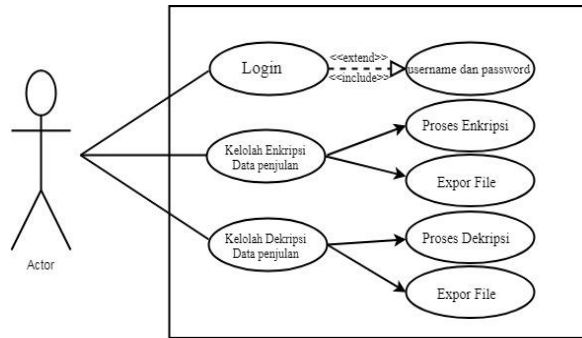 <<extend>>
Login
username dan password
<<include>>
Proses Enkripsi
Kelolah Enkripsi
Data penjulan
Expor File
Proses Dekripsi
Kelolah Dekripsi
Data penjulan
Actor
Expor File